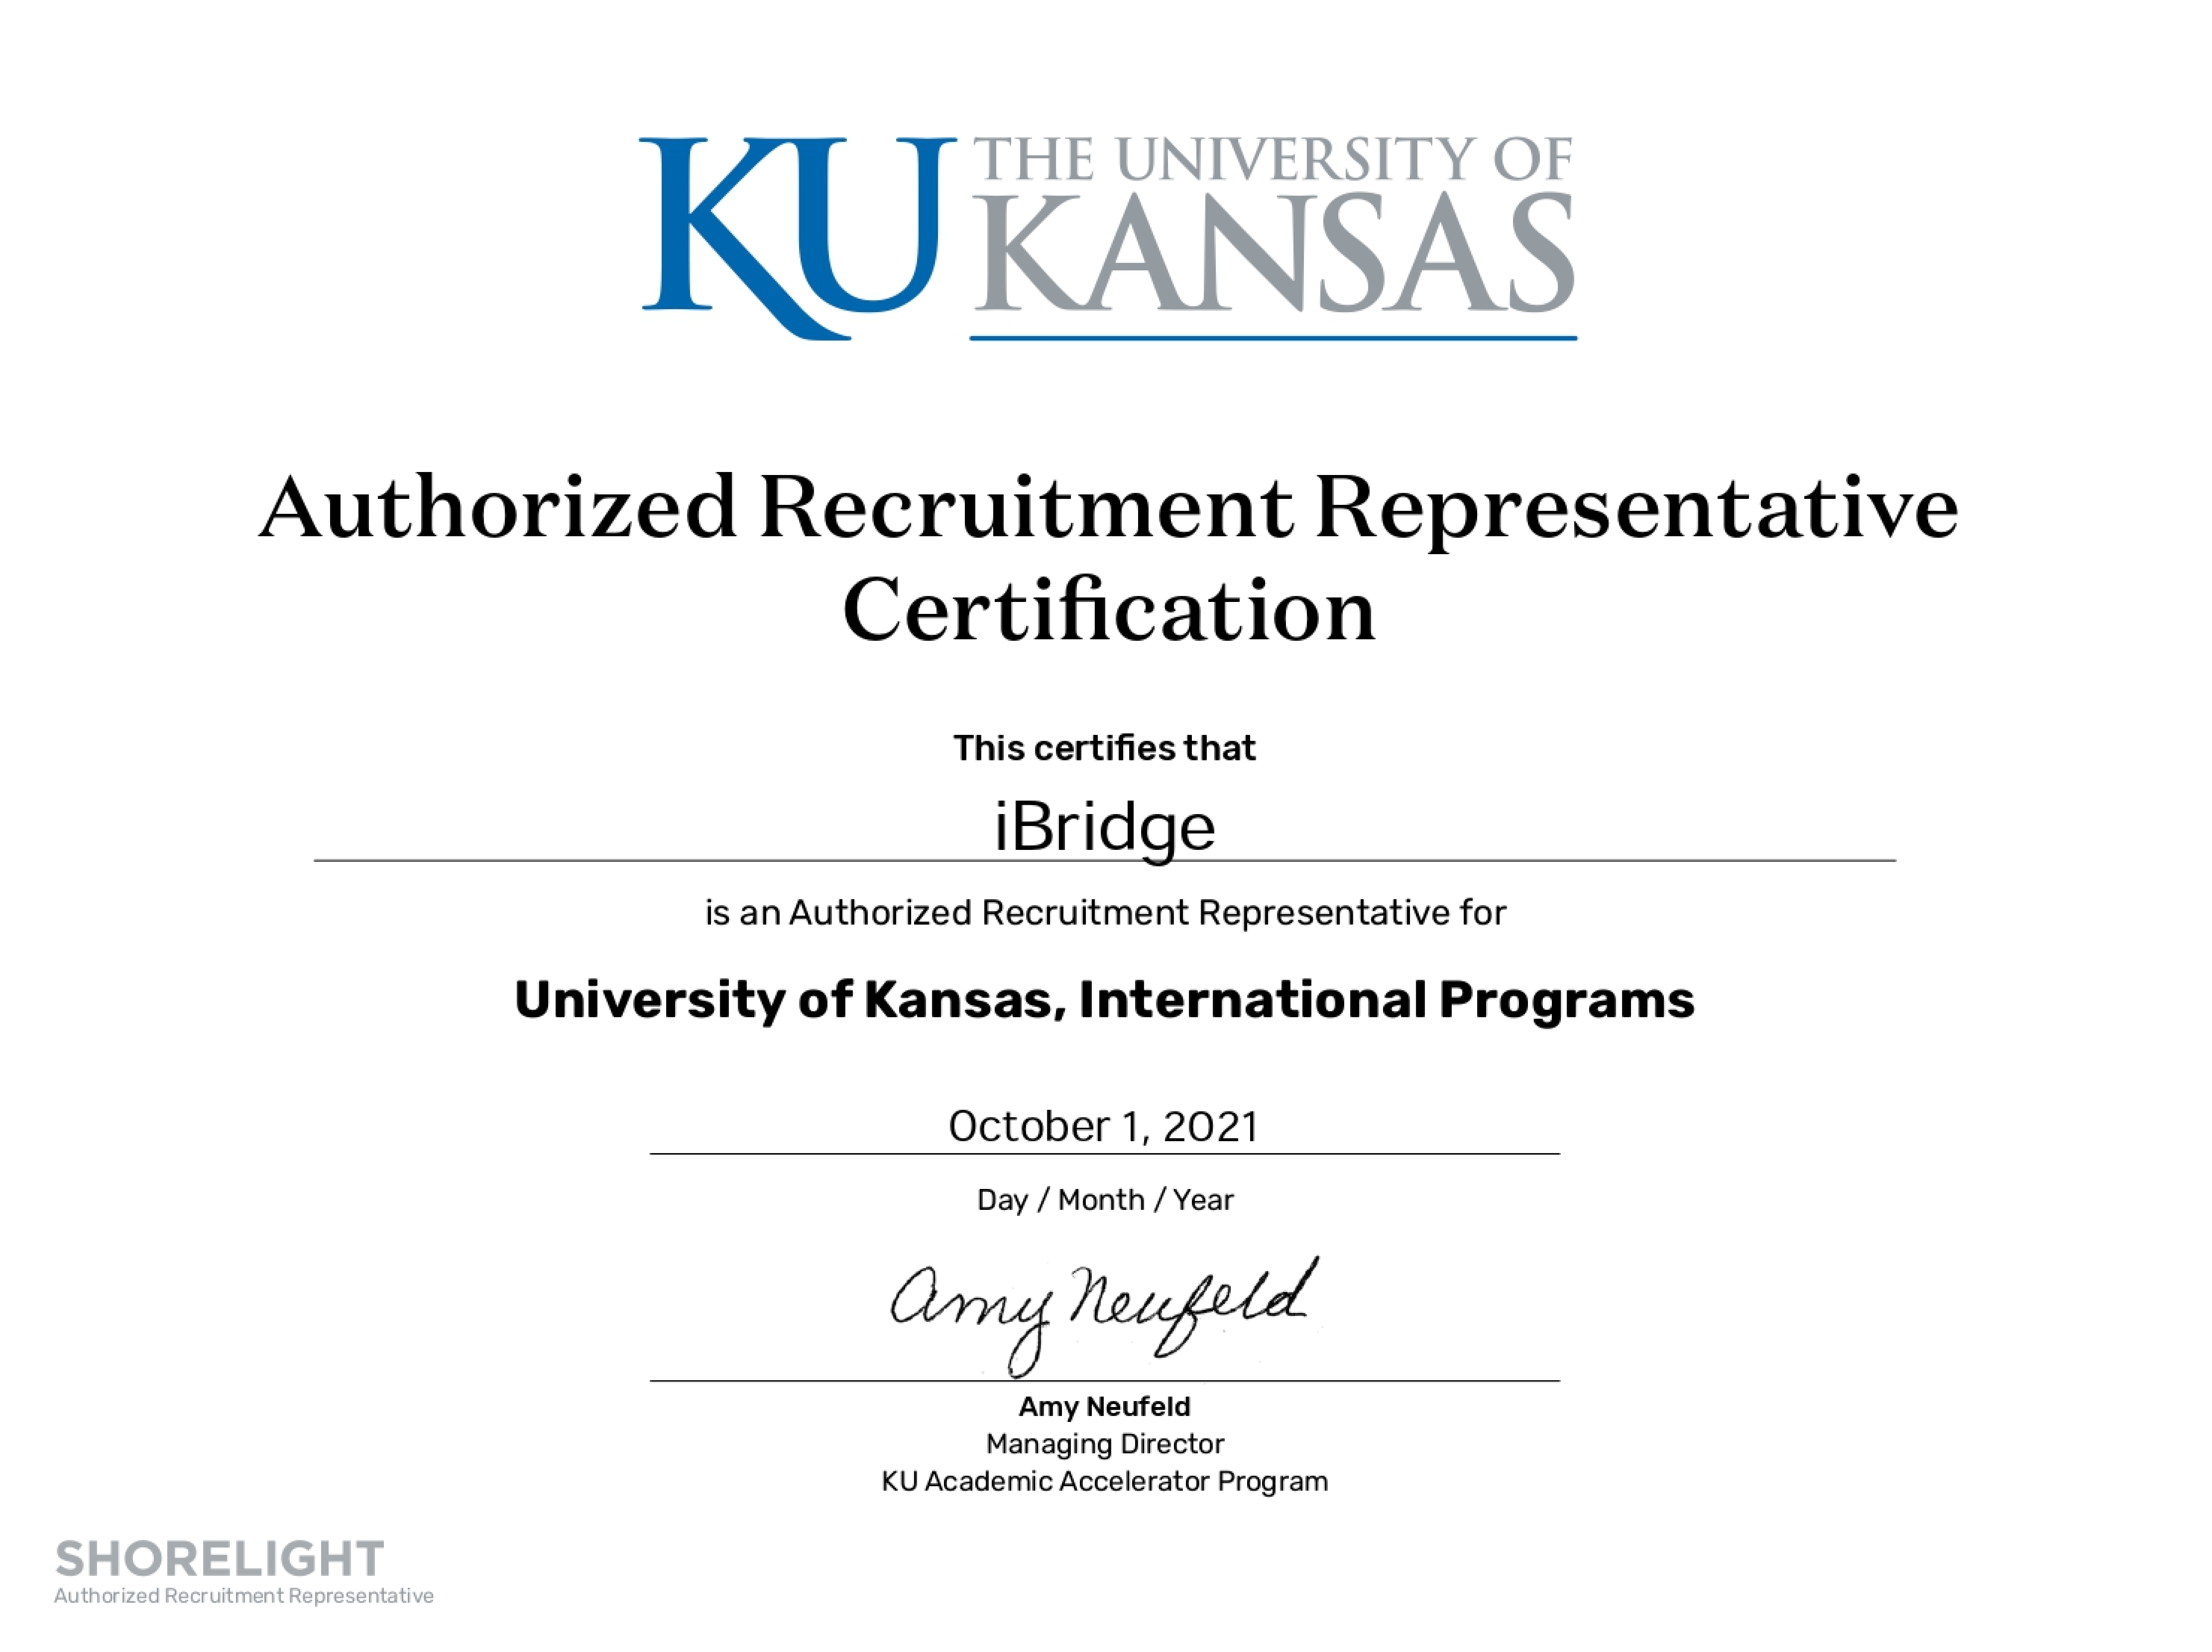 KU THE UNIVERSITY OF
KANSAS
Authorized Recruitment Representative
Certification
This certifies that
iBridge
is an Authorized Recruitment Representative for
University of Kansas, International Programs
October 1, 2021
Day / Month / Year
Amy Neufeld
Amy Neufeld
Managing Director
KU Academic Accelerator Program
SHORELIGHT
Authorized Recruitment Representative